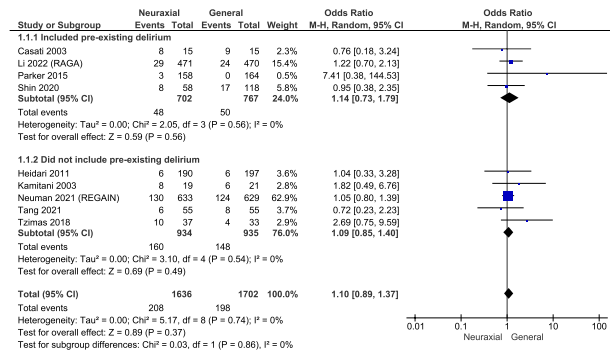 Neuraxial General Odds Ratio Odds Ratio
Study or Subgroup Events Total Events Total Weight M-H, Random, 95% CI M-H, Random, 95% CI
1.1.1 Included pre-existing delirium
Casati 2003 8 15 9 15 2.3% 0.76 [0.18, 3.24]
Li 2022 (RAGA) 29 471 24 470 15.6% 1.22 [0.70, 2.13]
Parker 2015 3 158 0 164 0.5% 7.41 [0.38, 144.53]
Shin 2020 8 58 17 118 5.6% 0.95 [0.38, 2.35]
Subtotal (95% CI) 702 767 24.0% 1.14 [0.73, 1.79]
Total events 48 50
Heterogeneity: Tau² = 0.00; Chi² = 2.05, df = 3 (P = 0.56); I² = 0%
Test for overall effect: Z = 0.59 (P = 0.56)
1.1.2 Did not include pre-existing delirium
Heidari 2011 6 190 6 197 3.6% 1.04 [0.33, 3.28]
Kamitani 2003 8 19 6 21 2.8% 1.82 [0.49, 6.76]
Neuman 2021 (REGAIN) 130 633 124 629 62.5% 1.05 [0.80, 1.39]
Tang 2021 6 55 8 55 3.5% 0.72 [0.23, 2.23]
Tzimas 2018 10 37 4 33 2.7% 2.69 [0.75, 9.59]
Subtotal (95% CI) 934 935 76.0% 1.09 [0.85, 1.40]
Total events 160 148
Heterogeneity: Tau² = 0.00; Chi² = 3.10, df = 4 (P = 0.54); I² = 0%
Test for overall effect: Z = 0.69 (P = 0.49)
Total (95% CI) 1636 1702 100.0% 1.10 [0.89, 1.37]
Total events 208 198
Heterogeneity: Tau² = 0.00; Chi² = 5.17, df = 8 (P = 0.74); I² = 0%
Test for overall effect: Z = 0.89 (P = 0.37)
Test for subgroup differences: Chi² = 0.03, df = 1 (P = 0.86), I² = 0%
0.01 0.1 1 10 100
Neuraxial General